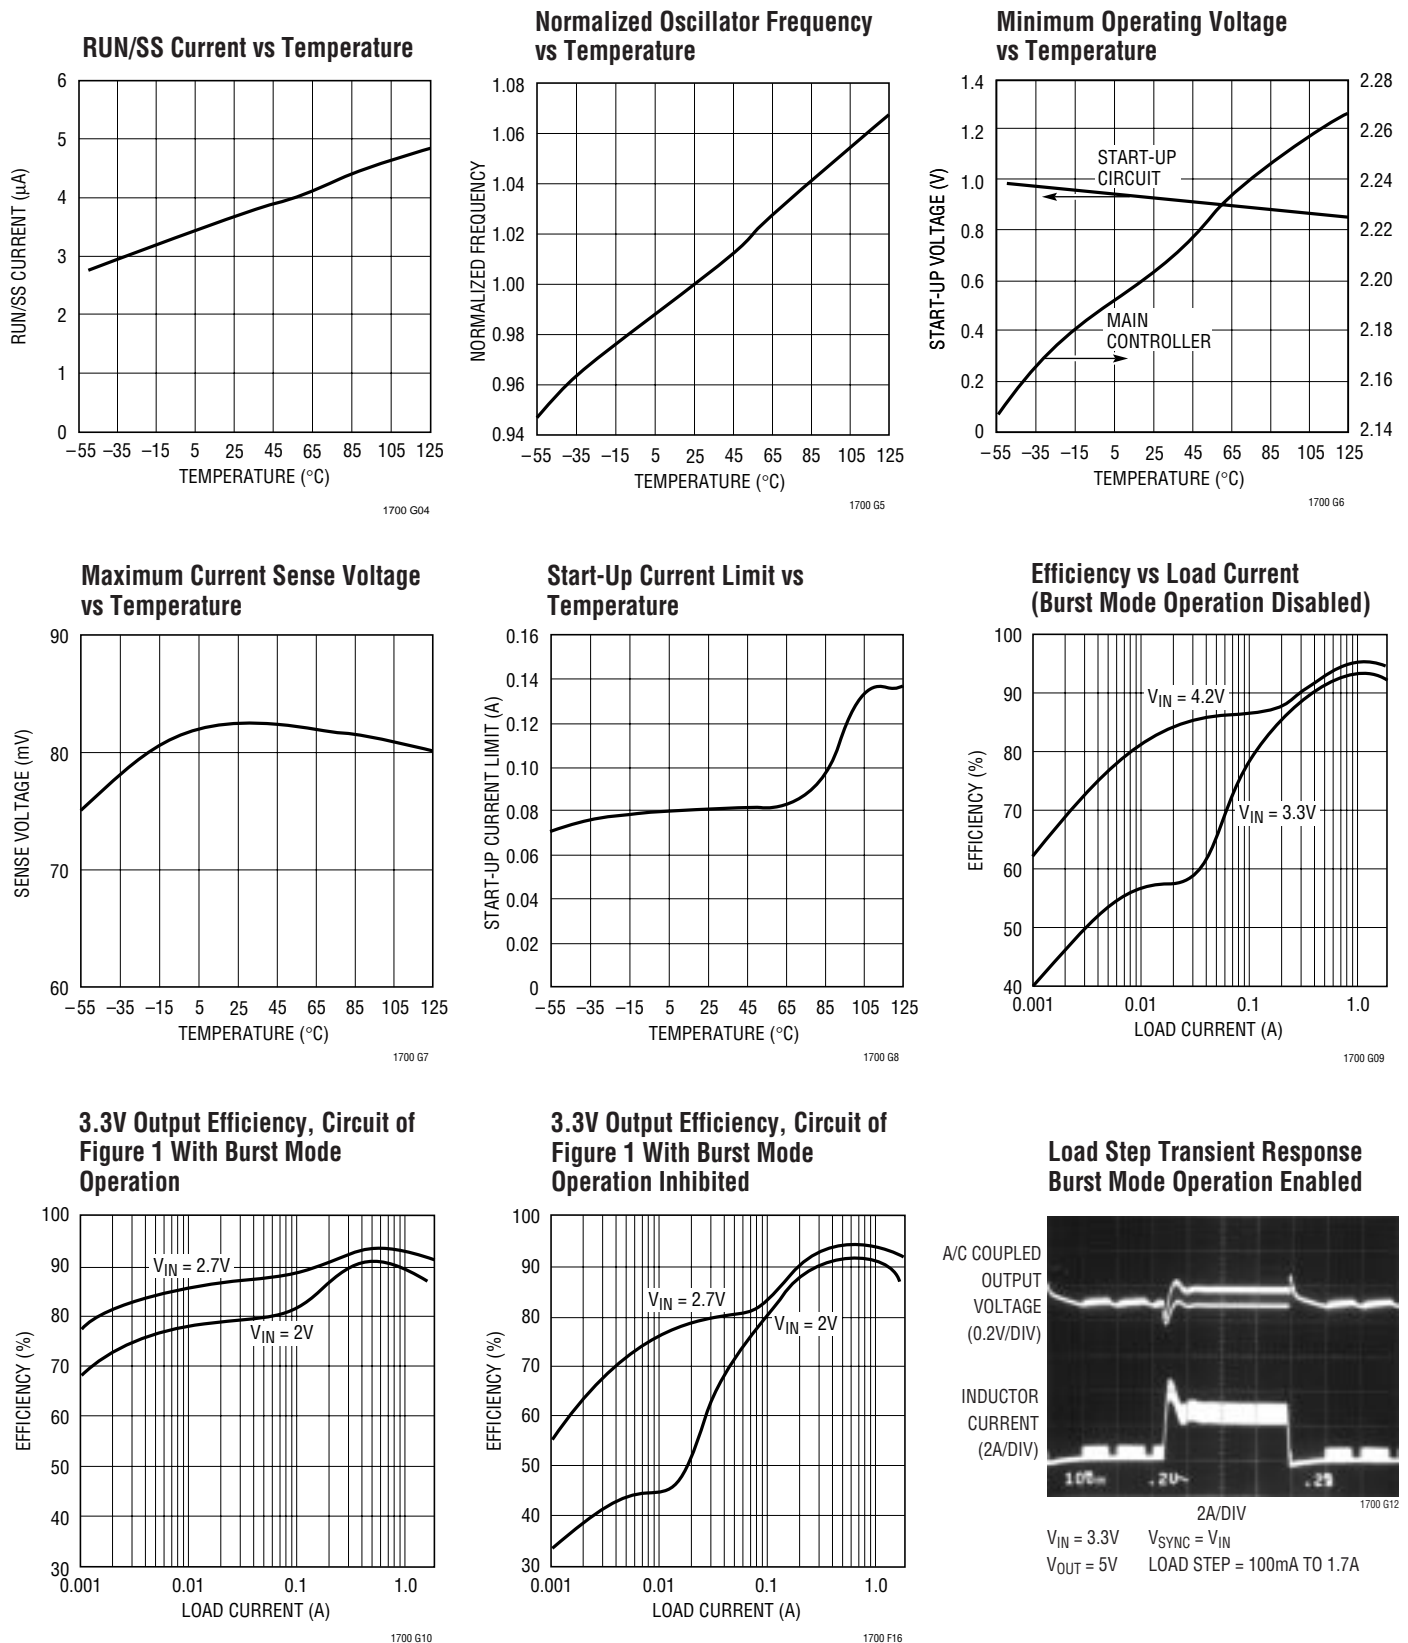 RUN/SS Current vs Temperature
6
5
4
3
2
1
0
RUN/SS CURRENT (μA)
–55 –35 –15 5 25 45 65 85 105 125
TEMPERATURE (°C)
1700 G04
Normalized Oscillator Frequency
vs Temperature
1.08
1.06
1.04
1.02
1.00
0.98
0.96
0.94
NORMALIZED FREQUENCY
–55 –35 –15 5 25 45 65 85 105 125
TEMPERATURE (°C)
1700 G5
Minimum Operating Voltage
vs Temperature
1.4
1.2
1.0
0.8
0.6
0.4
0.2
0
START-UP VOLTAGE (V)
START-UP
CIRCUIT
MAIN
CONTROLLER
2.28
2.26
2.24
2.22
2.20
2.18
2.16
2.14
–55 –35 –15 5 25 45 65 85 105 125
TEMPERATURE (°C)
1700 G6
Maximum Current Sense Voltage
vs Temperature
90
80
70
60
SENSE VOLTAGE (mV)
–55 –35 –15 5 25 45 65 85 105 125
TEMPERATURE (°C)
1700 G7
Start-Up Current Limit vs
Temperature
0.16
0.14
0.12
0.10
0.08
0.06
0.04
0.02
0
START-UP CURRENT LIMIT (A)
–55 –35 –15 5 25 45 65 85 105 125
TEMPERATURE (°C)
1700 G8
Efficiency vs Load Current
(Burst Mode Operation Disabled)
100
90
80
70
60
50
40
EFFICIENCY (%)
VIN = 4.2V
VIN = 3.3V
0.001 0.01 0.1 1.0
LOAD CURRENT (A)
1700 G09
3.3V Output Efficiency, Circuit of
Figure 1 With Burst Mode
Operation
100
90
80
70
60
50
40
30
EFFICIENCY (%)
VIN = 2.7V
VIN = 2V
0.001 0.01 0.1 1.0
LOAD CURRENT (A)
1700 G10
3.3V Output Efficiency, Circuit of
Figure 1 With Burst Mode
Operation Inhibited
100
90
80
70
60
50
40
30
EFFICIENCY (%)
VIN = 2.7V
VIN = 2V
0.001 0.01 0.1 1.0
LOAD CURRENT (A)
1700 F16
Load Step Transient Response
Burst Mode Operation Enabled
A/C COUPLED
OUTPUT
VOLTAGE
(0.2V/DIV)
INDUCTOR
CURRENT
(2A/DIV)
2A/DIV
1700 G12
VIN = 3.3V VSYNC = VIN
VOUT = 5V LOAD STEP = 100mA TO 1.7A